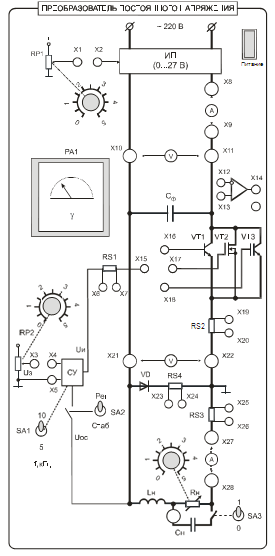 ПРЕОБРАЗОВАТЕЛЬ ПОСТОЯННОГО НАПРЯЖЕНИЯ
~ 220 В
RP1
X1 X2
ИП
(0...27 В)
Питание
X8
A
X9
PA1
X10 V X11
γ
X12 X14
X13
Cф
X16 VT1 VT2 VT3
RS1 X15 X17
X6 X7
X18
RP2
X19
RS2
X20
Uи
X3 X4
Uз
СУ
X5
X21 V X22
VD RS4
X23 X24
Рег
SA2
Стаб
X25
RS3
X26
SA1
10
5
f,кГц
Uос
X27
A
X28
Lн Rн
Cн
1
SA3
0